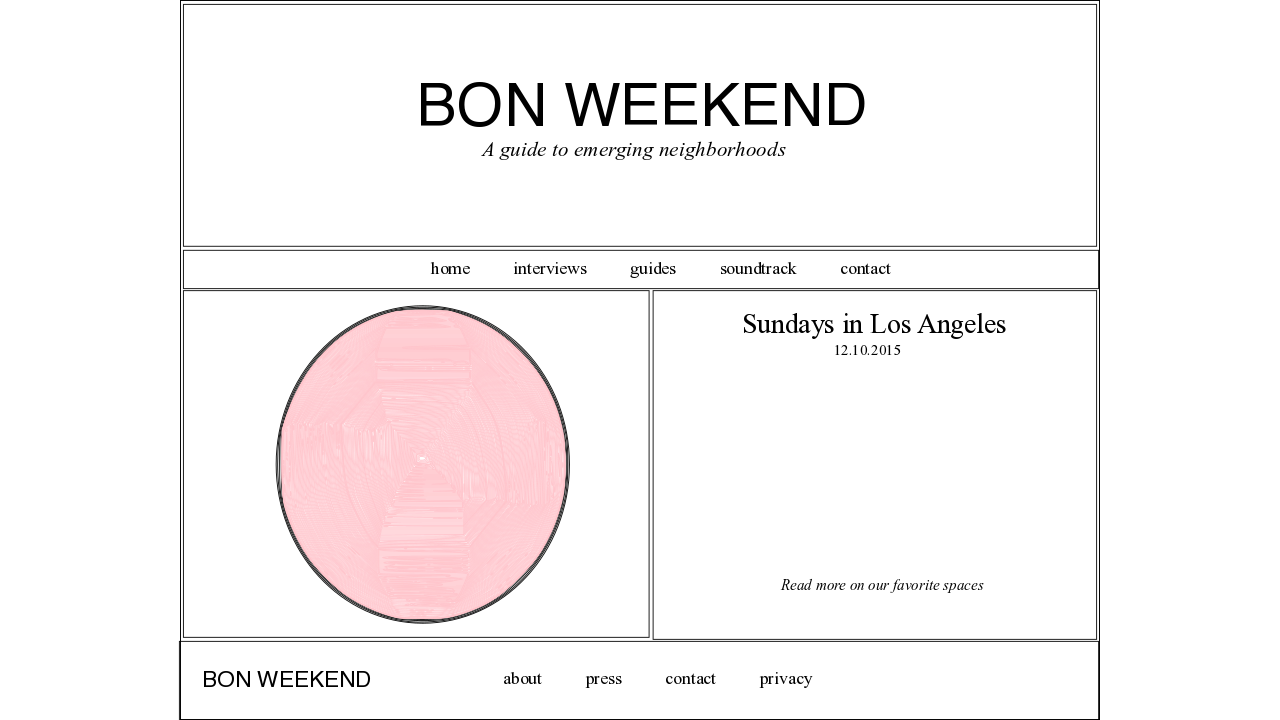 BON WEEKEND
A guide to emerging neighborhoods
home interviews guides soundtrack contact
Sundays in Los Angeles
12.10.2015
Read more on our favorite spaces
BON WEEKEND about press contact privacy